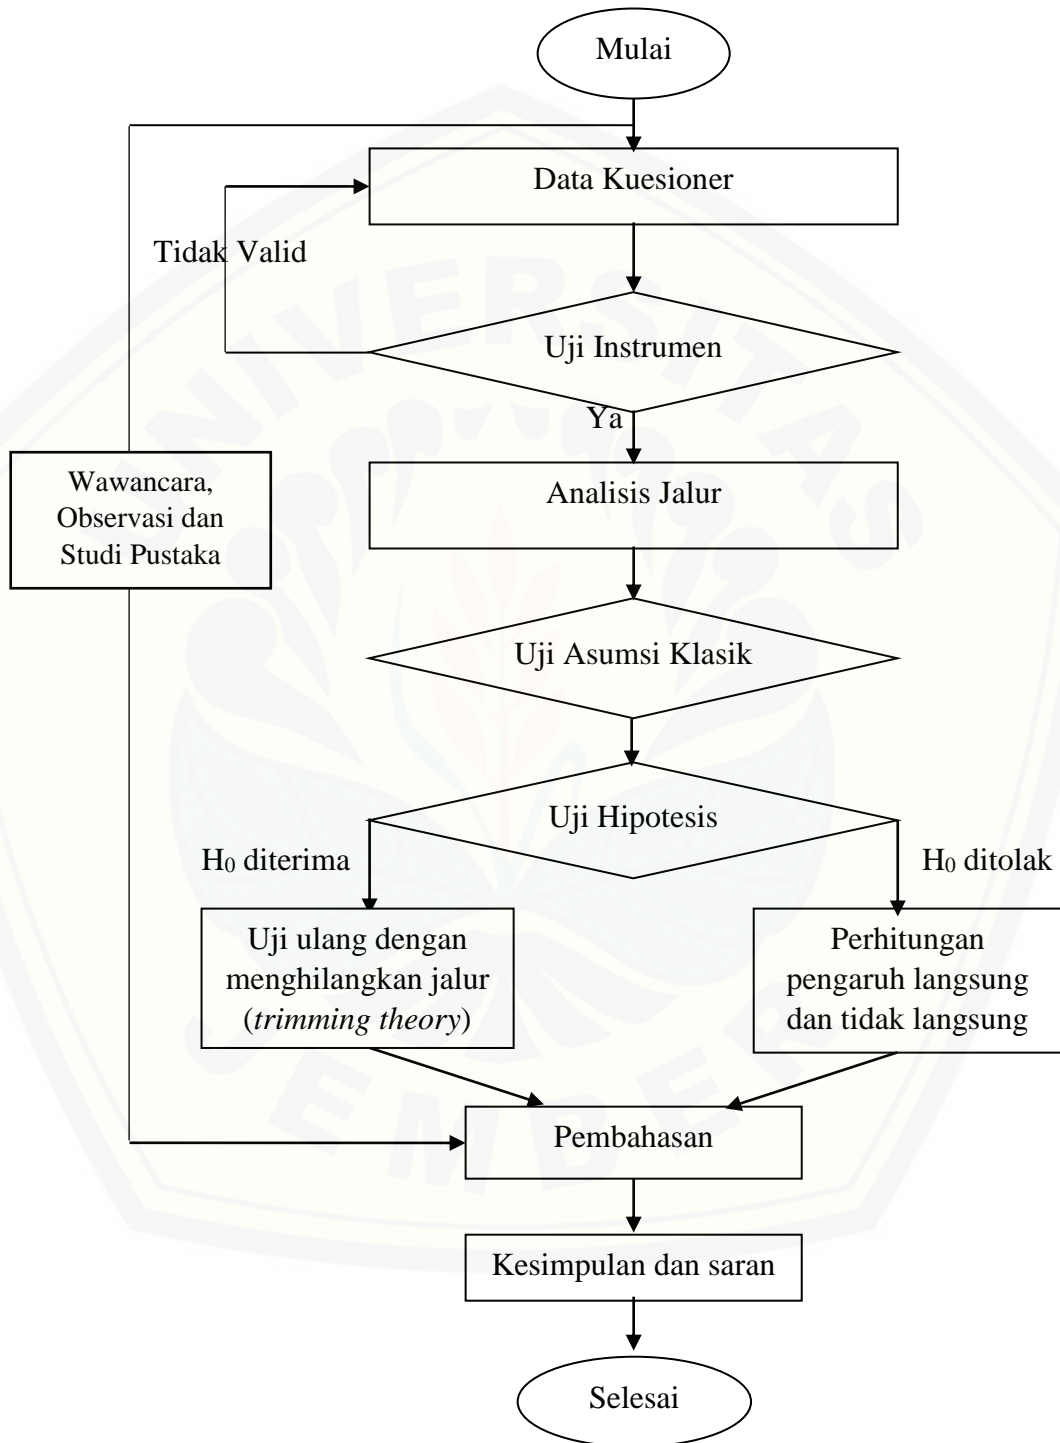 Mulai
Data Kuesioner
Tidak Valid
Uji Instrumen
Ya
Wawancara,
Observasi dan
Studi Pustaka
Analisis Jalur
Uji Asumsi Klasik
Uji Hipotesis
H0 diterima
H0 ditolak
Uji ulang dengan
menghilangkan jalur
(trimming theory)
Perhitungan
pengaruh langsung
dan tidak langsung
Pembahasan
Kesimpulan dan saran
Selesai
UNIVERSITAS
JEMBER